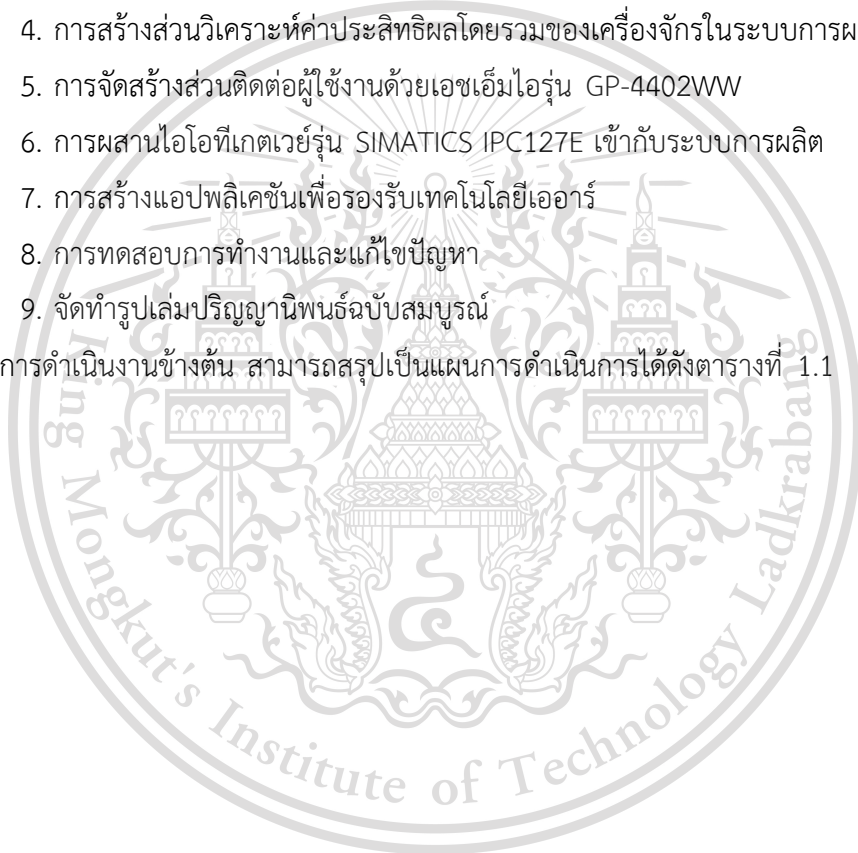 4. การสร้างส่วนวิเคราะห์ค่าประสิทธิผลโดยรวมของเครื่องจักรในระบบการผ
5. การจัดสร้างส่วนติดต่อผู้ใช้งานด้วยเอชเอ็มไอรุ่น GP-4402WW
6. การผสานไอโอทีเกตเวย์รุ่น SIMATICS IPC127E เข้ากับระบบการผลิต
7. การสร้างแอปพลิเคชันเพื่อรองรับเทคโนโลยีเออาร์
8. การทดสอบการทำงานและแก้ไขปัญหา
9. จัดทำรูปเล่มปริญญานิพนธ์ฉบับสมบูรณ์
การดำเนินงานข้างต้น สามารถสรุปเป็นแผนการดำเนินการได้ดังตารางที่ 1.1
King Mongkut's Institute of Technology Ladkrabang